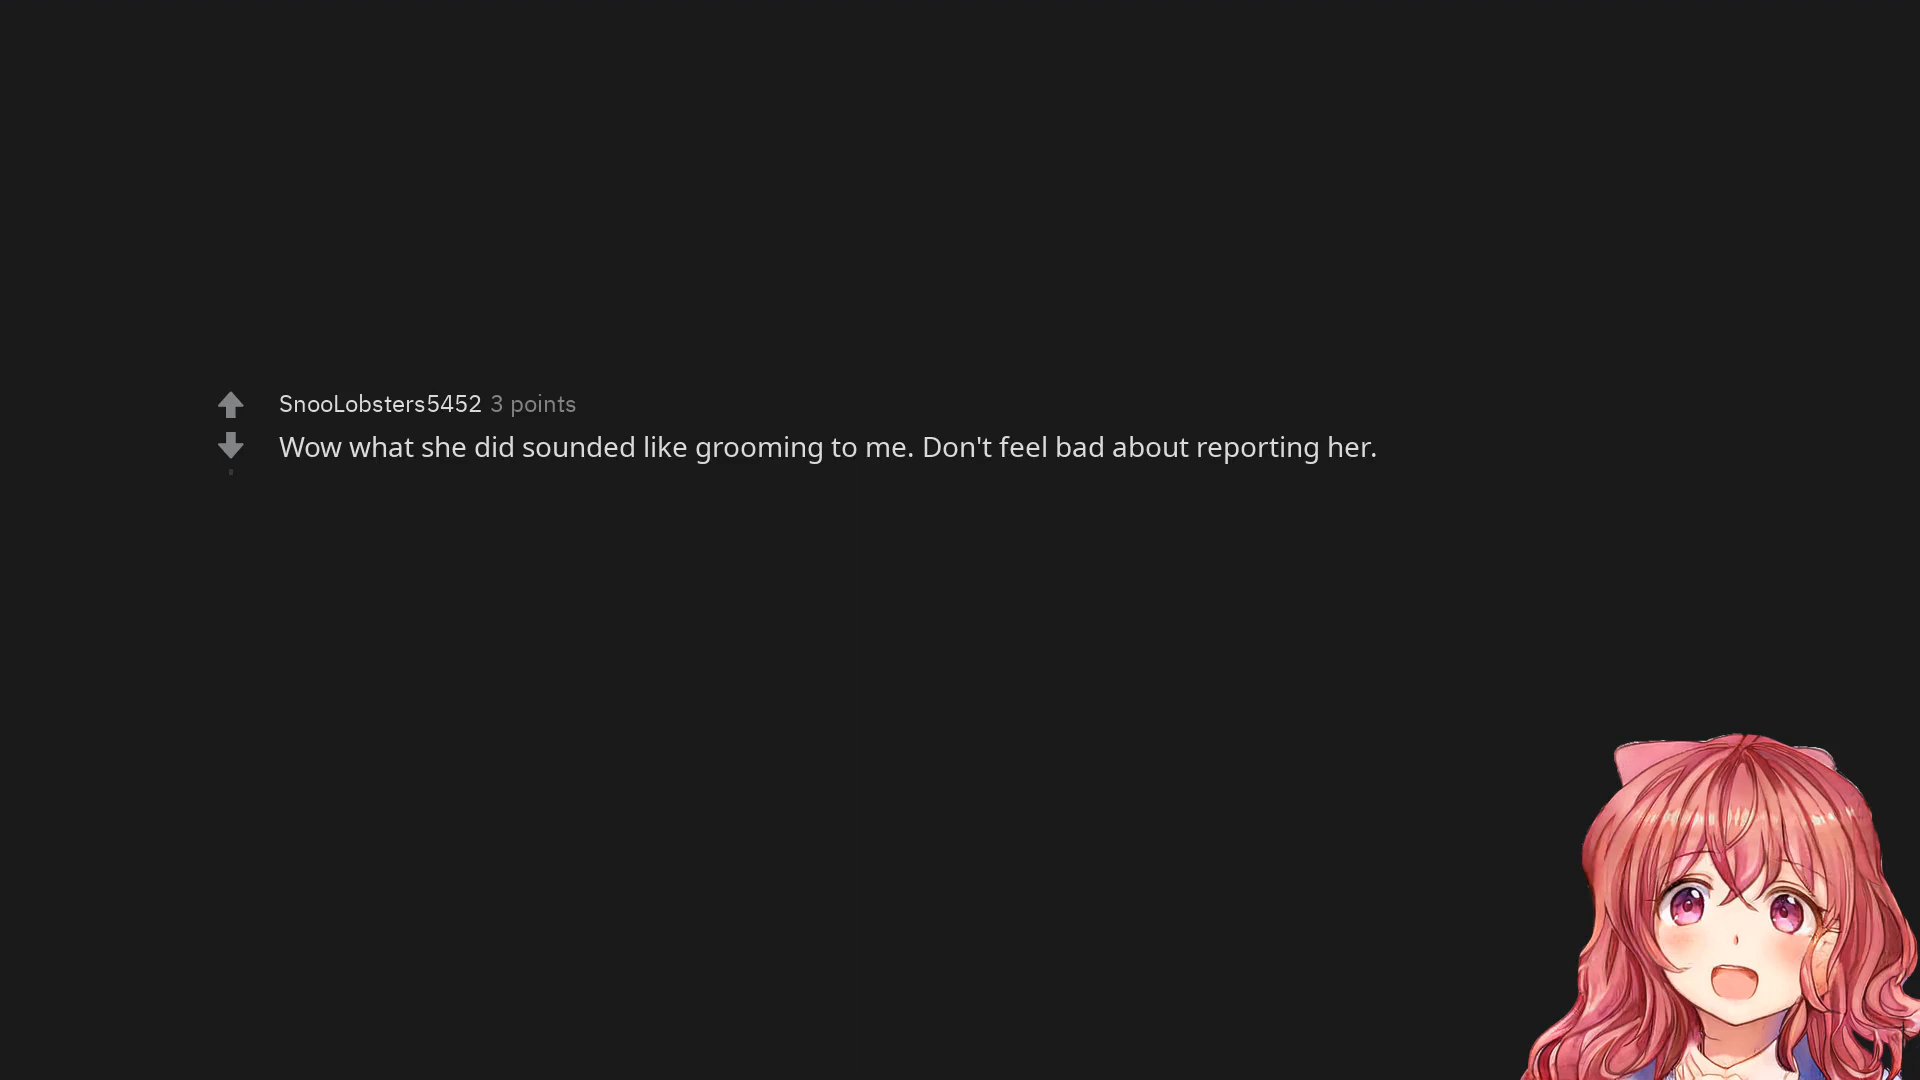 SnooLobsters5452 3 points
Wow what she did sounded like grooming to me. Don't feel bad about reporting her.